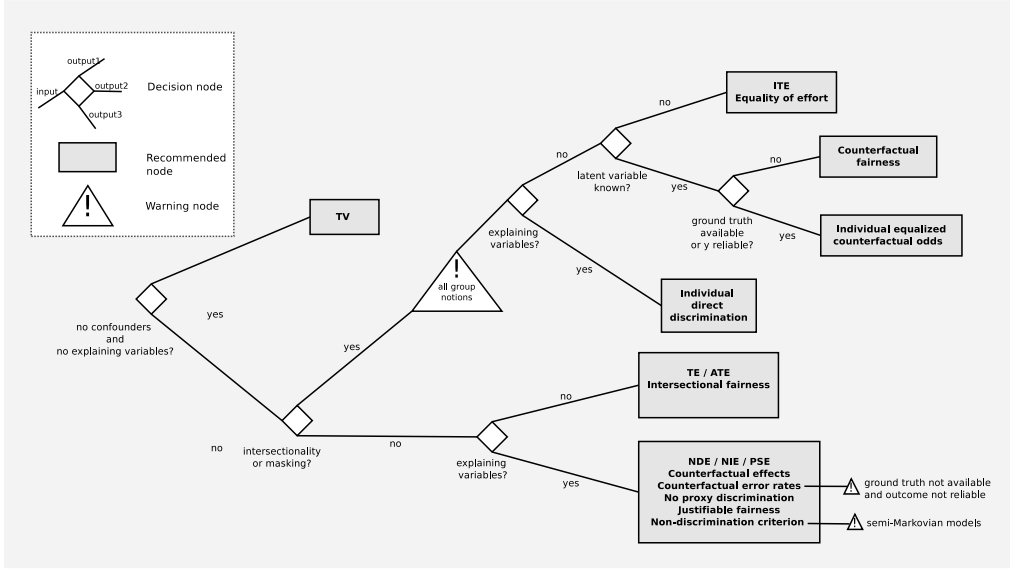 output1
input
output2
output3
Decision node
Recommended
node
!
Warning node
TV
no confounders
and
no explaining variables?
yes
no
intersectionality
or masking?
yes
no
!
all group
notions
explaining
variables?
no
yes
latent variable
known?
no
yes
ITE
Equality of effort
ground truth
available
or y reliable?
no
yes
Counterfactual
fairness
Individual equalized
counterfactual odds
Individual
direct
discrimination
explaining
variables?
no
yes
TE / ATE
Intersectional fairness
NDE / NIE / PSE
Counterfactual effects
Counterfactual error rates
No proxy discrimination
Justifiable fairness
Non-discrimination criterion
!
ground truth not available
and outcome not reliable
!
semi-Markovian models